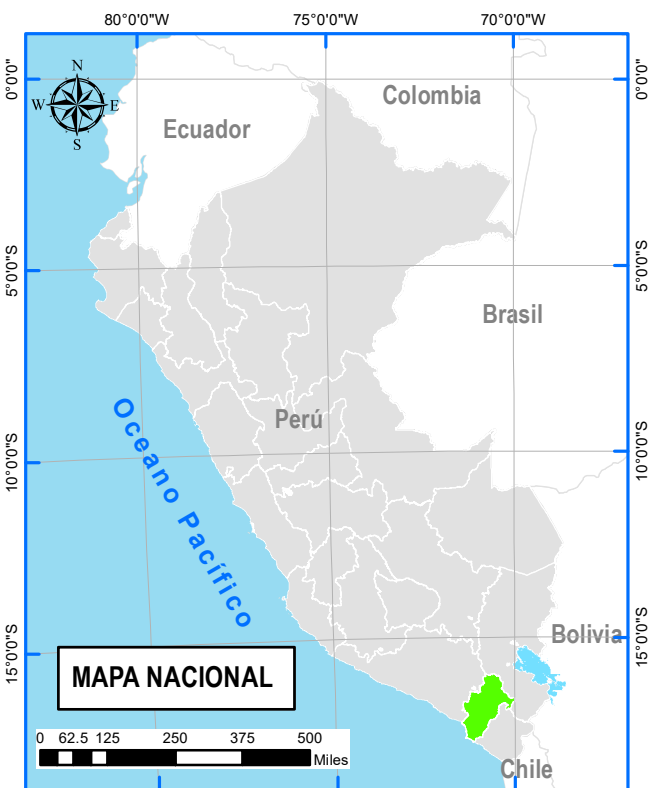 80°0'0"W 75°0'0"W 70°0'0"W
0°0'0" 0°0'0"
N
W E
S
Colombia
Ecuador
5°0'0"S 5°0'0"S
Brasil
Perú
Oceano Pacífico
10°0'0"S 10°0'0"S
Bolivia
15°0'0"S 15°0'0"S
MAPA NACIONAL
0 62.5 125 250 375 500
Miles
Chile